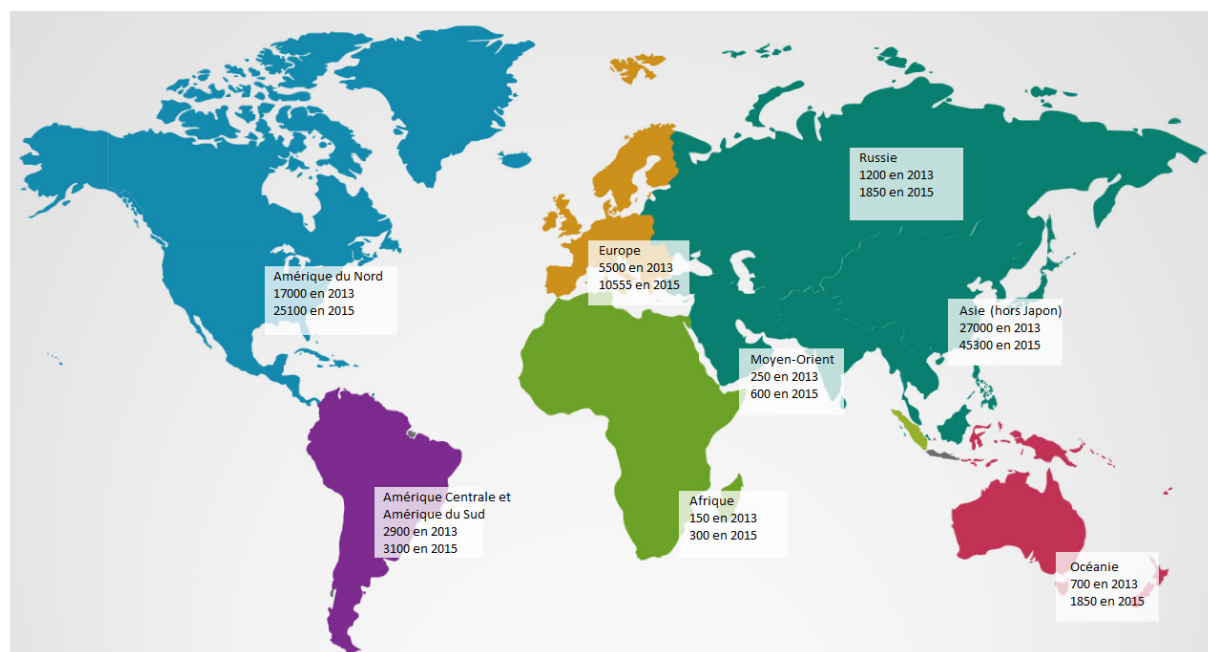 Russie
1200 en 2013
1850 en 2015
Europe
5500 en 2013
10555 en 2015
Amérique du Nord
17000 en 2013
25100 en 2015
Asie (hors Japon)
27000 en 2013
45300 en 2015
Moyen-Orient
250 en 2013
600 en 2015
Amérique Centrale et
Amérique du Sud
2900 en 2013
3100 en 2015
Afrique
150 en 2013
300 en 2015
Océanie
700 en 2013
1850 en 2015